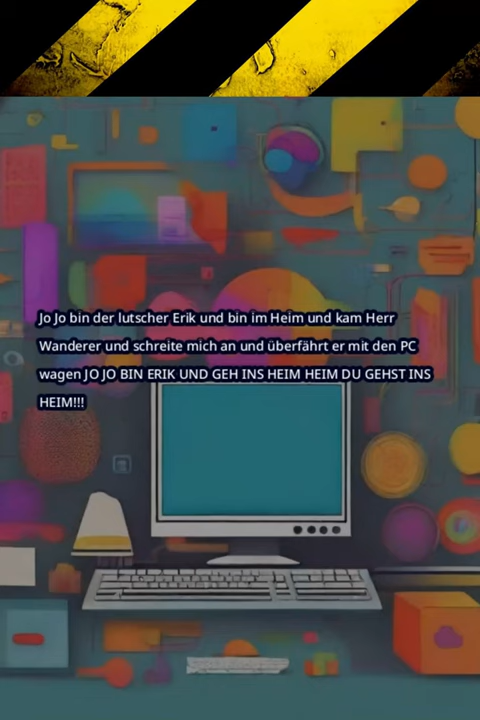 Jo Jo bin der lutscher Erik und bin im Heim und kam Herr
Wanderer und schreite mich an und überfährt er mit den PC
wagen JO JO BIN ERIK UND GEH INS HEIM HEIM DU GEHST INS
HEIM!!!